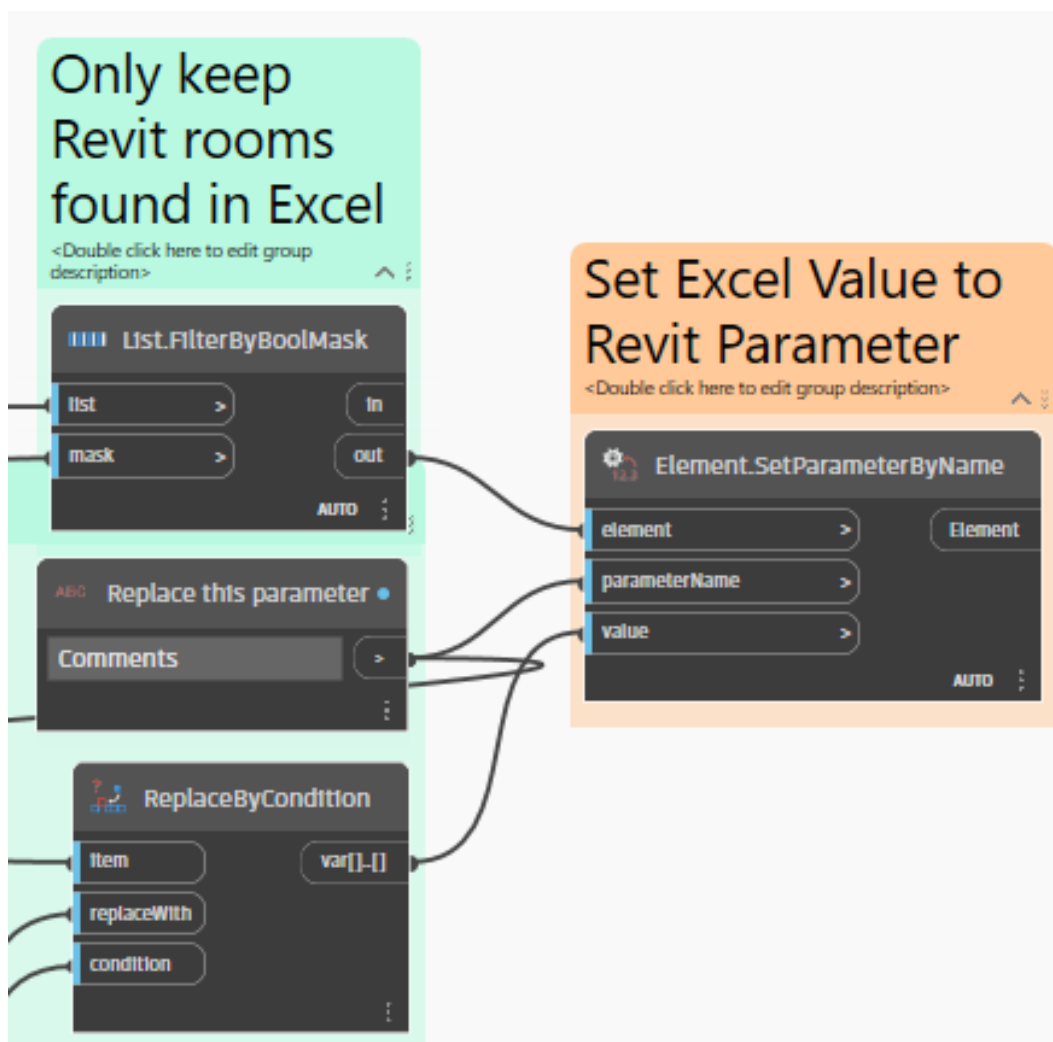 Only keep
Revit rooms
found in Excel
<Double click here to edit group
description>
List.FilterByBoolMask
list >
in
mask >
out
AUTO
ABC Replace this parameter
Comments
>
ReplaceByCondition
item
var[]..[]
replaceWith
condition
Set Excel Value to
Revit Parameter
<Double click here to edit group description>
Element.SetParameterByName
element >
Element
parameterName >
value >
AUTO